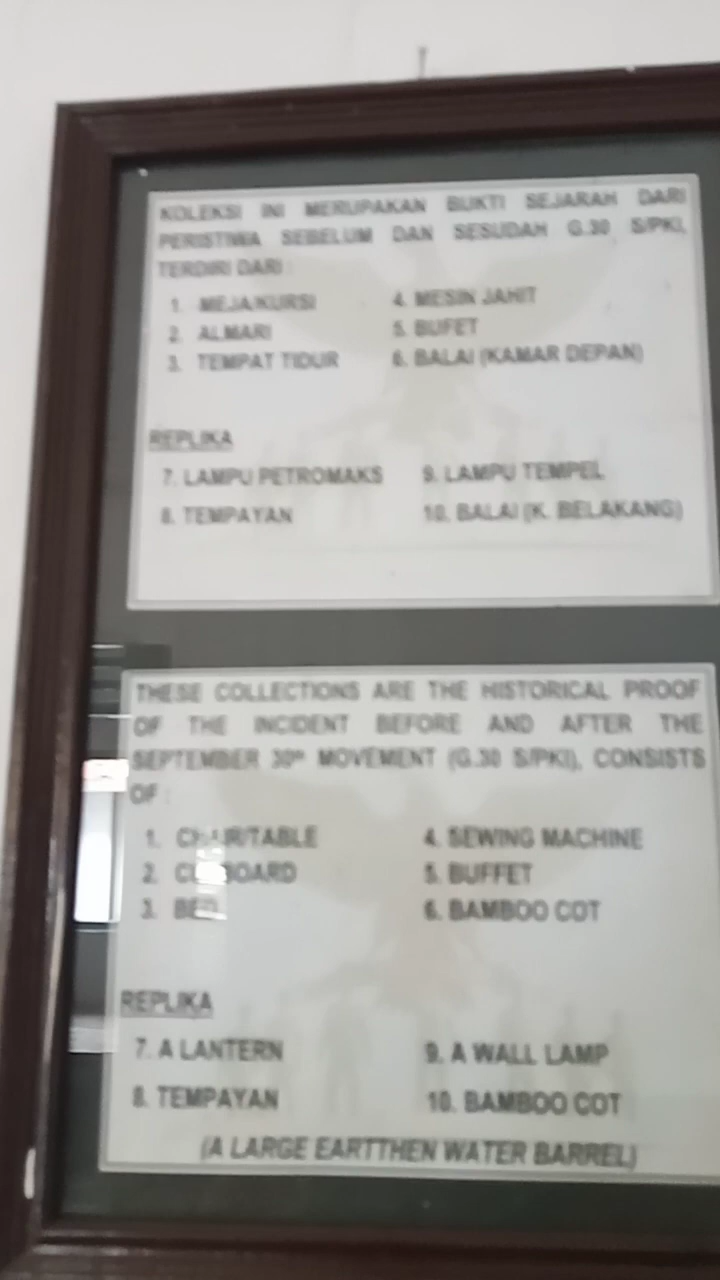 KOLEKSI INI MERUPAKAN BUKTI SEJARAH DARI
PERISTIWA SEBELUM DAN SESUDAH G.30 S/PKI,
TERDIRI DARI :
1. MEJA/KURSI 4. MESIN JAHIT
2. ALMARI 5. BUFET
3. TEMPAT TIDUR 6. BALAI (KAMAR DEPAN)
REPLIKA
7. LAMPU PETROMAKS 9. LAMPU TEMPEL
8. TEMPAYAN 10. BALAI (K. BELAKANG)
THESE COLLECTIONS ARE THE HISTORICAL PROOF
OF THE INCIDENT BEFORE AND AFTER THE
SEPTEMBER 30th MOVEMENT (G.30 S/PKI), CONSISTS
OF :
1. CHAIR/TABLE 4. SEWING MACHINE
2. CUPBOARD 5. BUFFET
3. BED 6. BAMBOO COT
REPLIKA
7. A LANTERN 9. A WALL LAMP
8. TEMPAYAN 10. BAMBOO COT
(A LARGE EARTTHEN WATER BARREL)